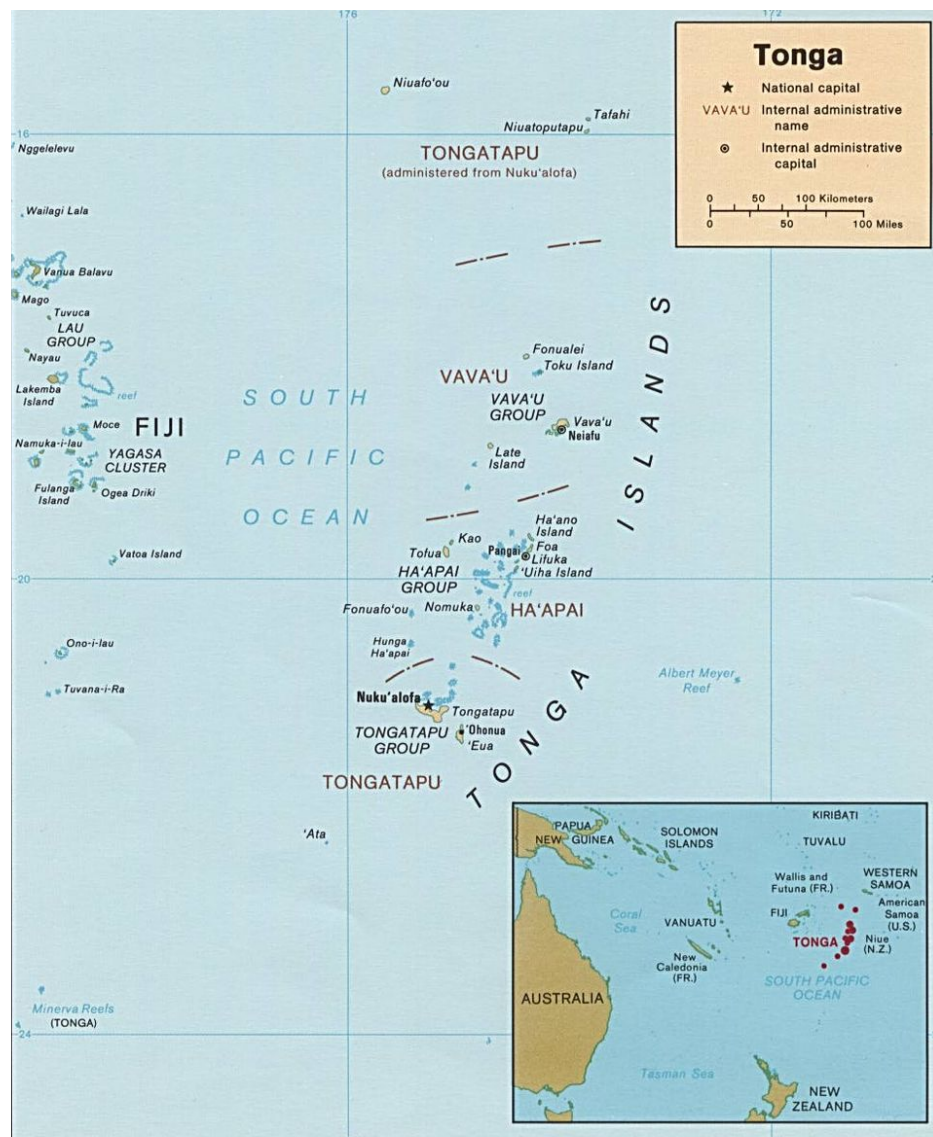 176
172
Tonga
National capital
VAVA'U Internal administrative
name
Internal administrative
capital
0 50 100 Kilometers
0 50 100 Miles
Niuafo'ou
Tafahi
Niuatoputapu
16
Nggelelevu
TONGATAPU
(administered from Nuku'alofa)
Wailagi Lala
Vanua Balavu
Mago
Tuvuca
LAU
GROUP
Nayau
reef
Lakemba
Island
Moce
FIJI
Namuka-i-lau
YAGASA
CLUSTER
Fulanga
Island
Ogea Driki
Vatoa Island
SOUTH
PACIFIC
OCEAN
Fonualei
Toku Island
VAVA'U
VAVA'U
GROUP
Vava'u
Neiafu
Late
Island
TONGA ISLANDS
Ha'ano
Island
Kao
Pangai
Foa
Tofua
Lifuka
HA'APAI
GROUP
'Uiha Island
20
reef
Fonuafo'ou
Nomuka
HA'APAI
Hunga
Ha'apai
Ono-i-lau
Tuvana-i-Ra
Albert Meyer
Reef
Nuku'alofa
Tongatapu
TONGATAPU
GROUP
'Ohonua
'Eua
TONGATAPU
'Ata
Minerva Reefs
(TONGA)
24
KIRIBATI
PAPUA
NEW GUINEA
SOLOMON
ISLANDS
TUVALU
Wallis and
Futuna (FR.)
WESTERN
SAMOA
American
Samoa
(U.S.)
Coral
Sea
VANUATU
FIJI
TONGA
Niue
(N.Z.)
New
Caledonia
(FR.)
SOUTH PACIFIC
OCEAN
AUSTRALIA
Tasman Sea
NEW
ZEALAND